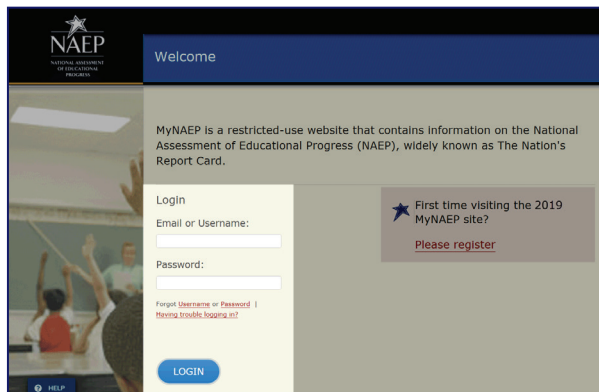 NAEP
NATIONAL ASSESSMENT
OF EDUCATIONAL
PROGRESS
Welcome
MyNAEP is a restricted-use website that contains information on the National
Assessment of Educational Progress (NAEP), widely known as The Nation's
Report Card.
Login
Email or Username:
Password:
Forgot Username or Password |
Having trouble logging in?
LOGIN
First time visiting the 2019
MyNAEP site?
Please register
HELP